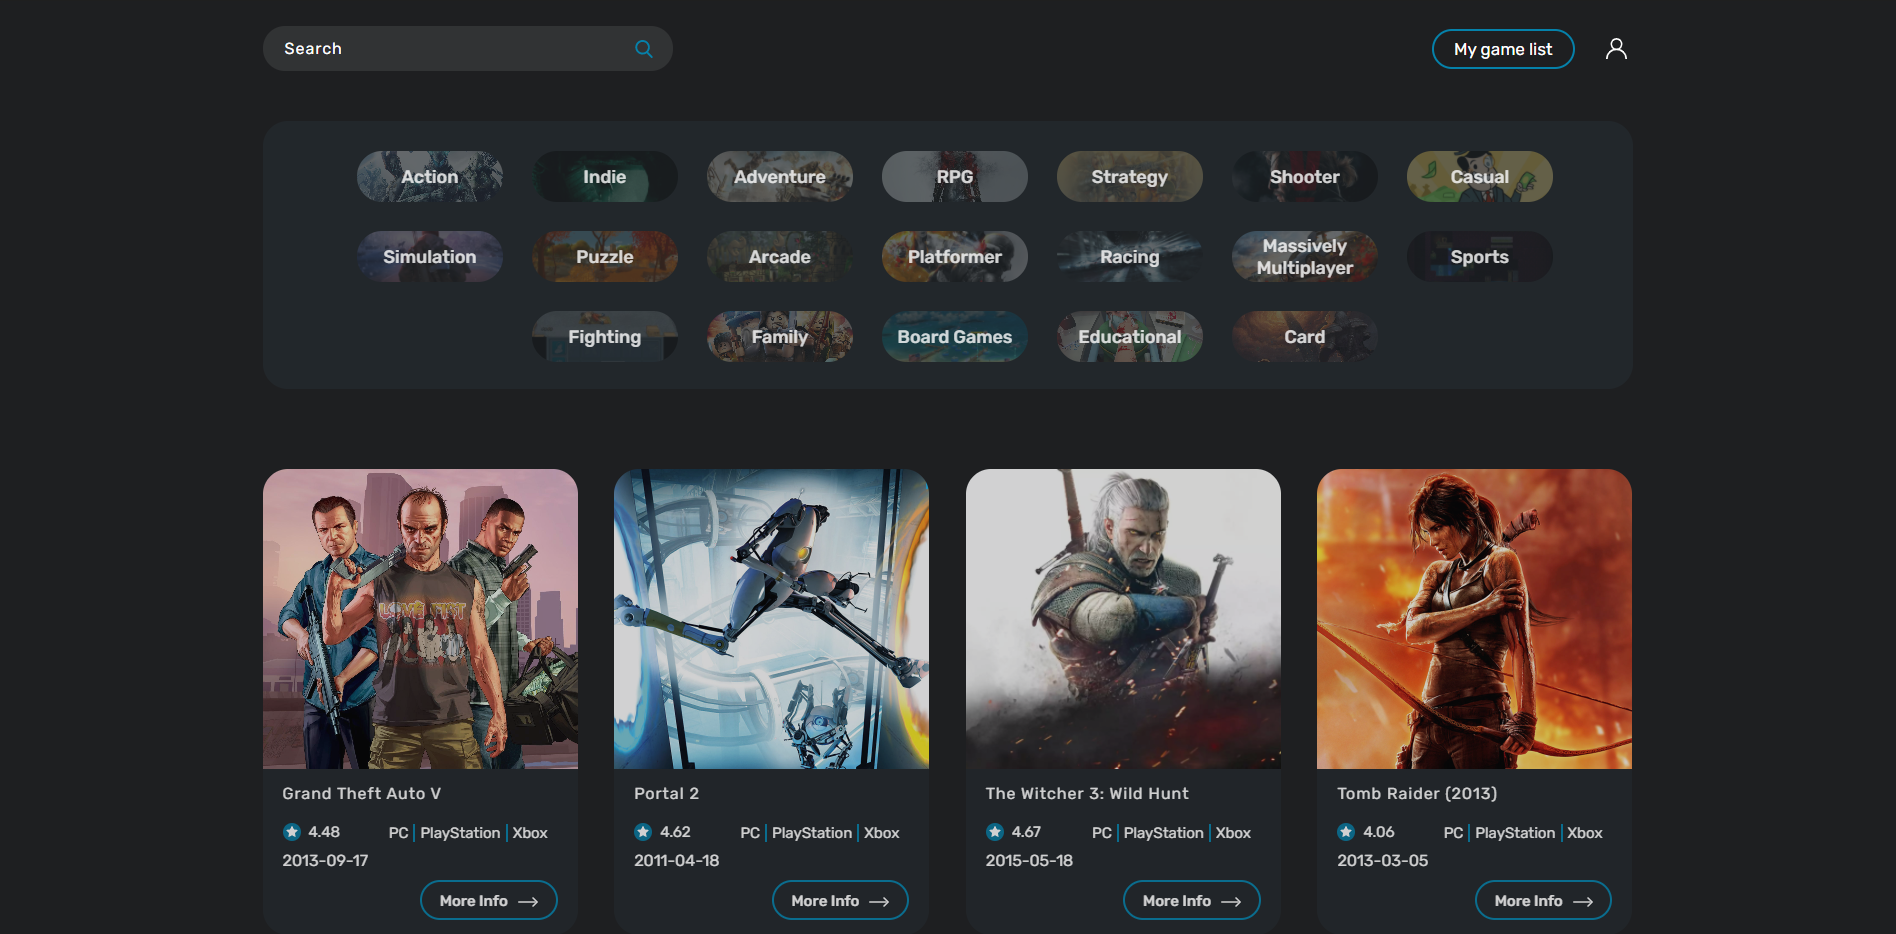 Search
My game list
Action
Indie
Adventure
RPG
Strategy
Shooter
Casual
Simulation
Puzzle
Arcade
Platformer
Racing
Massively
Multiplayer
Sports
Fighting
Family
Board Games
Educational
Card
Grand Theft Auto V
4.48
PC | PlayStation | Xbox
2013-09-17
More Info
Portal 2
4.62
PC | PlayStation | Xbox
2011-04-18
More Info
The Witcher 3: Wild Hunt
4.67
PC | PlayStation | Xbox
2015-05-18
More Info
Tomb Raider (2013)
4.06
PC | PlayStation | Xbox
2013-03-05
More Info